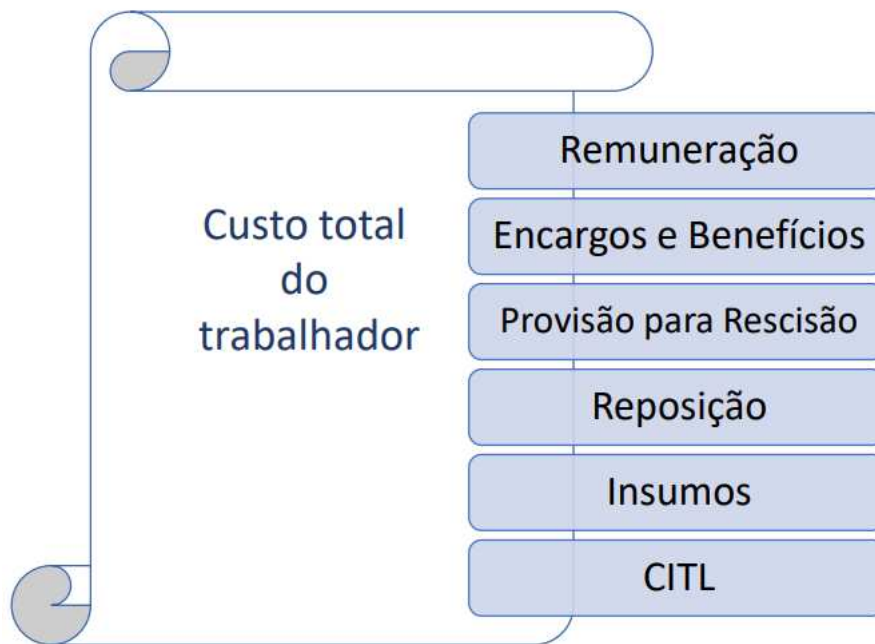 Custo total
do
trabalhador
Remuneração
Encargos e Benefícios
Provisão para Rescisão
Reposição
Insumos
CITL